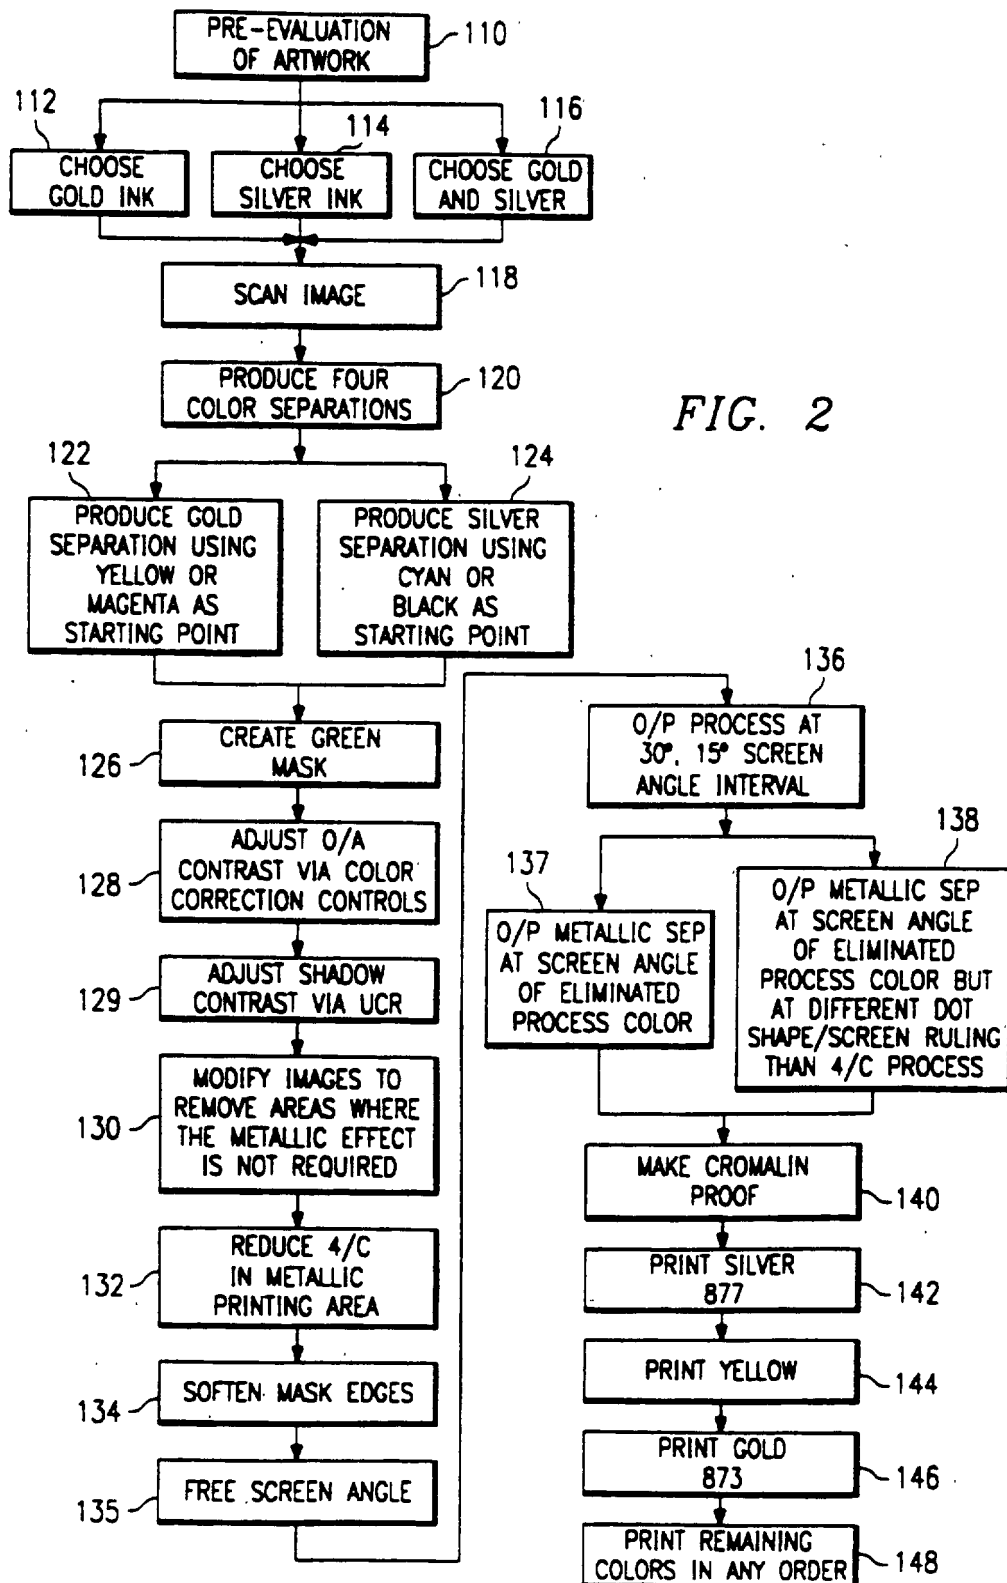 PRE-EVALUATION
OF ARTWORK
110
112
114
116
CHOOSE
GOLD INK
CHOOSE
SILVER INK
CHOOSE GOLD
AND SILVER
SCAN IMAGE
118
PRODUCE FOUR
COLOR SEPARATIONS
120
FIG. 2
122
124
PRODUCE GOLD
SEPARATION USING
YELLOW OR
MAGENTA AS
STARTING POINT
PRODUCE SILVER
SEPARATION USING
CYAN OR
BLACK AS
STARTING POINT
CREATE GREEN
MASK
126
ADJUST O/A
CONTRAST VIA COLOR
CORRECTION CONTROLS
128
ADJUST SHADOW
CONTRAST VIA UCR
129
MODIFY IMAGES TO
REMOVE AREAS WHERE
THE METALLIC EFFECT
IS NOT REQUIRED
130
REDUCE 4/C
IN METALLIC
PRINTING AREA
132
SOFTEN MASK EDGES
134
FREE SCREEN ANGLE
135
136
O/P PROCESS AT
30°, 15° SCREEN
ANGLE INTERVAL
137
O/P METALLIC SEP
AT SCREEN ANGLE
OF ELIMINATED
PROCESS COLOR
138
O/P METALLIC SEP
AT SCREEN ANGLE
OF ELIMINATED
PROCESS COLOR BUT
AT DIFFERENT DOT
SHAPE/SCREEN RULING
THAN 4/C PROCESS
MAKE CROMALIN
PROOF
140
PRINT SILVER
877
142
PRINT YELLOW
144
PRINT GOLD
873
146
PRINT REMAINING
COLORS IN ANY ORDER
148